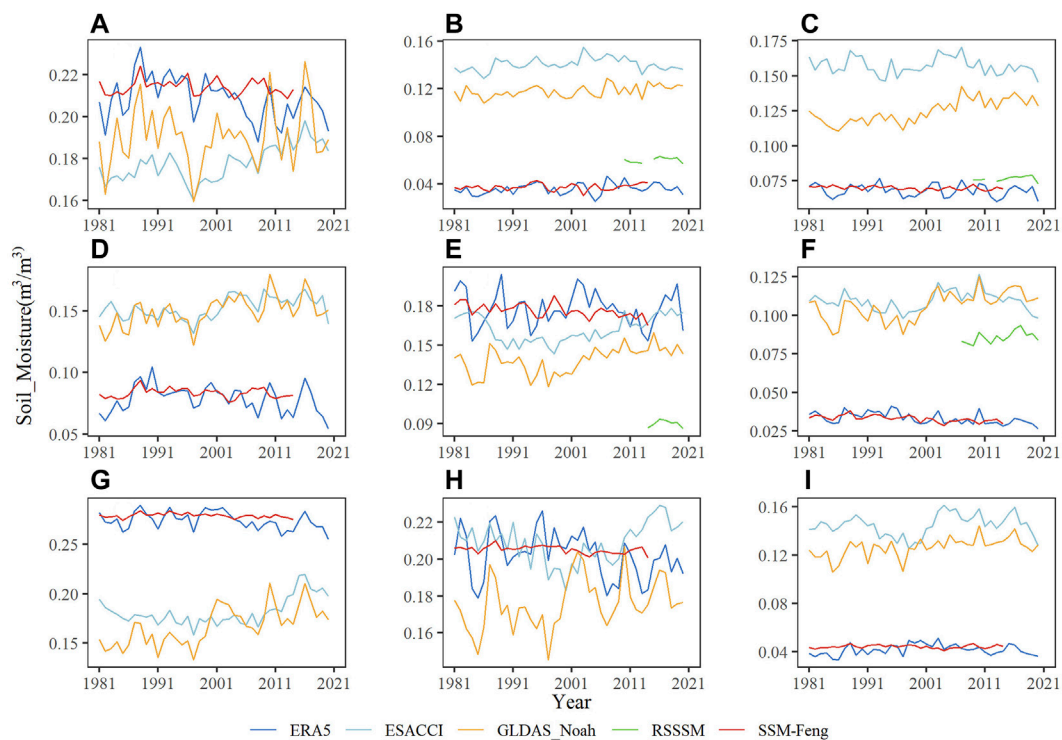 A
B
C
0.22
0.20
0.18
0.16
0.16
0.12
0.08
0.04
0.175
0.150
0.125
0.100
0.075
0.050
1981 1991 2001 2011 2021
1981 1991 2001 2011 2021
1981 1991 2001 2011 2021
D
E
F
0.15
0.10
0.05
0.18
0.15
0.12
0.09
0.125
0.100
0.075
0.050
0.025
1981 1991 2001 2011 2021
1981 1991 2001 2011 2021
1981 1991 2001 2011 2021
G
H
I
0.25
0.20
0.15
0.22
0.20
0.18
0.16
0.16
0.12
0.08
0.04
1981 1991 2001 2011 2021
1981 1991 2001 2011 2021
1981 1991 2001 2011 2021
Soil_Moisture(m³/m³)
Year
ERA5 ESACCI GLDAS_Noah RSSSM SSM-Feng